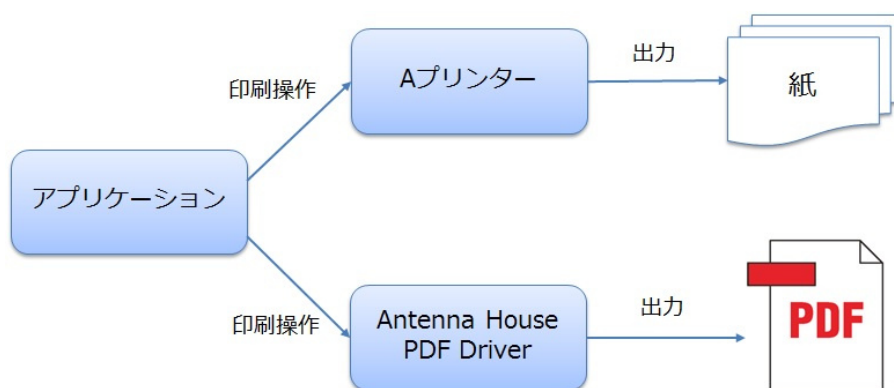 印刷操作
Aプリンター
出力
紙
アプリケーション
印刷操作
Antenna House
PDF Driver
出力
PDF